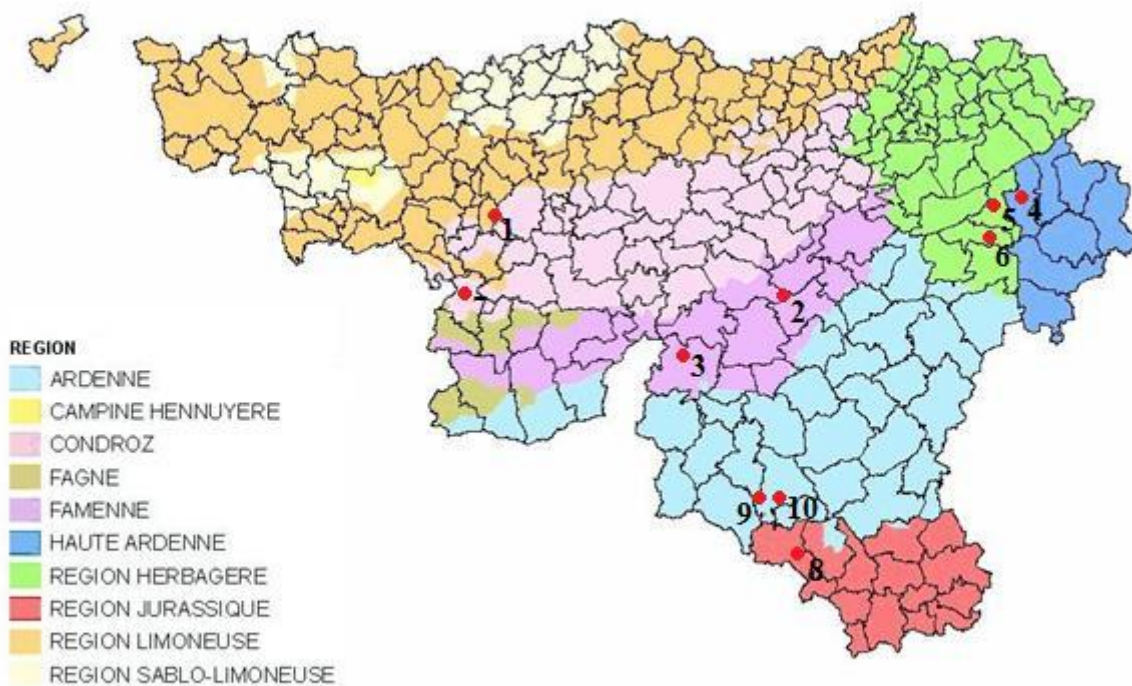 1
4
5
6
2
7
3
REGION
ARDENNE
CAMPINE HENNUYERE
CONDROZ
FAGNE
FAMENNE
HAUTE ARDENNE
REGION HERBAGERE
REGION JURASSIQUE
REGION LIMONEUSE
REGION SABLO-LIMONEUSE
9
10
8